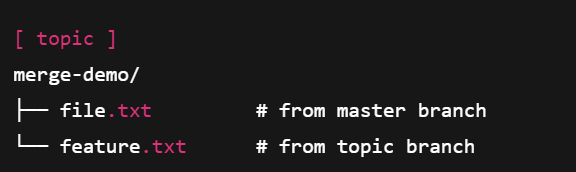 [ topic ]
merge-demo/
├── file.txt         # from master branch
└── feature.txt      # from topic branch